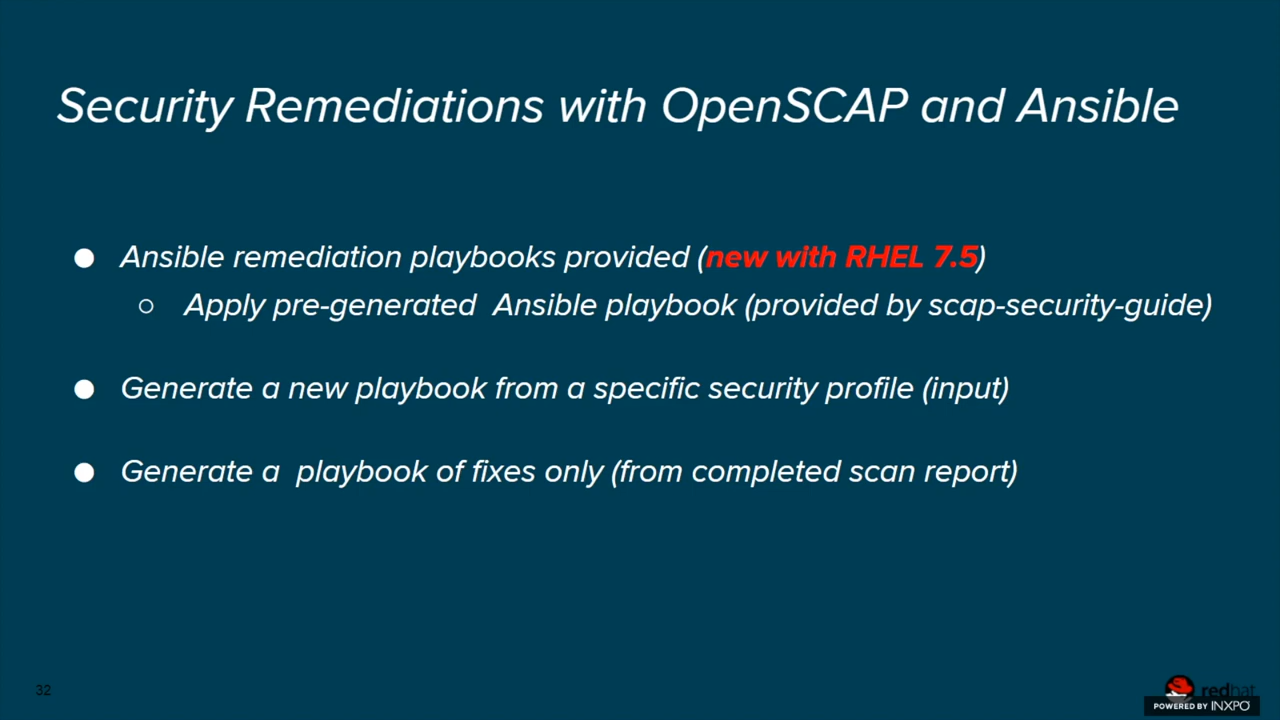 Security Remediations with OpenSCAP and Ansible
● Ansible remediation playbooks provided (new with RHEL 7.5)
○ Apply pre-generated Ansible playbook (provided by scap-security-guide)
● Generate a new playbook from a specific security profile (input)
● Generate a playbook of fixes only (from completed scan report)
32
redhat
POWERED BY INXPO